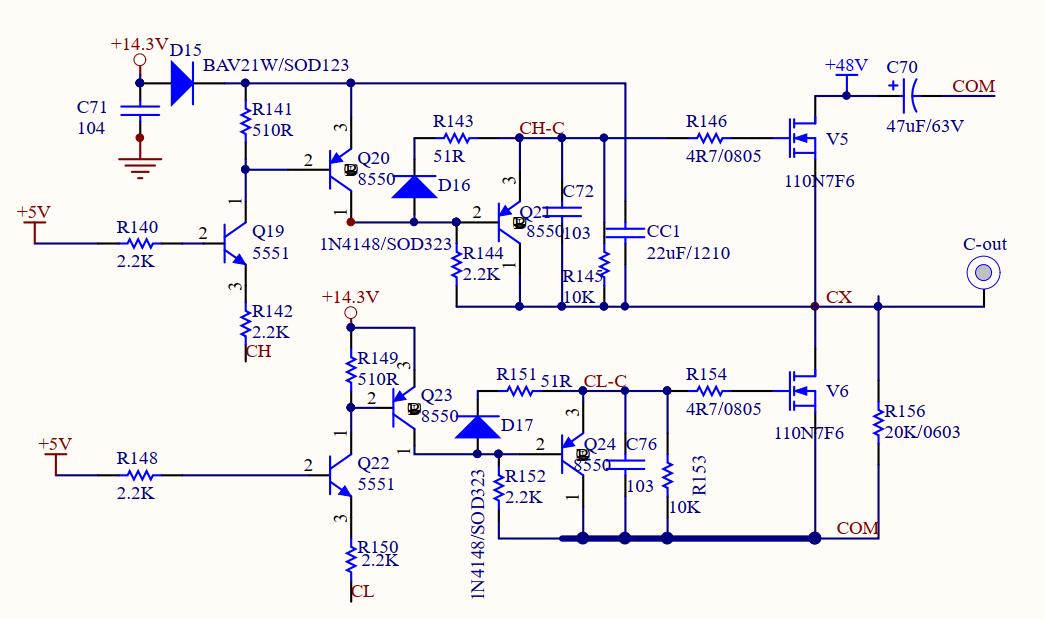 +14.3V
D15
BAV21W/SOD123
C71
104
R141
510R
3
2
Q20
8550
1
R143
51R
CH-C
D16
1N4148/SOD323
R146
4R7/0805
+48V
C70
+
COM
47uF/63V
V5
110N7F6
+5V
R140
2.2K
1
2
Q19
5551
3
R142
2.2K
CH
3
2
Q21
8550
1
C72
103
R144
2.2K
R145
10K
CC1
22uF/1210
C-out
CX
+14.3V
R149
510R
3
2
Q23
8550
1
R151
51R
CL-C
D17
1N4148/SOD323
R154
4R7/0805
V6
110N7F6
R156
20K/0603
+5V
R148
2.2K
1
2
Q22
5551
3
R150
2.2K
CL
3
2
Q24
8550
1
R152
2.2K
C76
103
R153
10K
COM